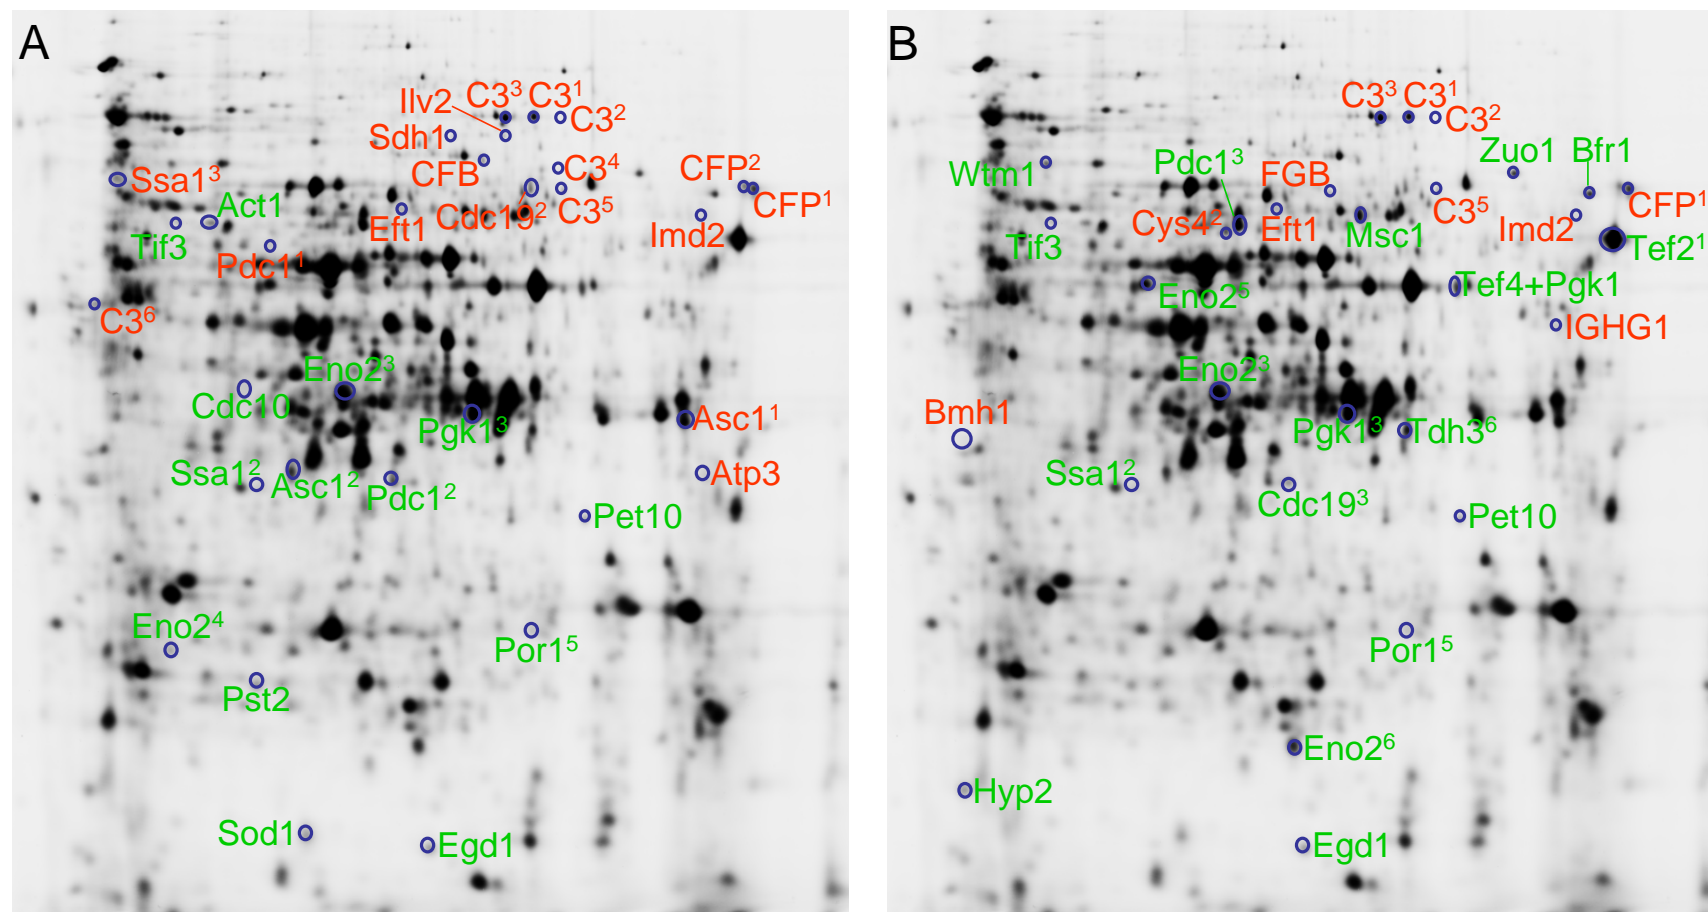 A
Ilv2
C3³
C3¹
C3²
Sdh1
CFB
C3⁴
CFP²
Ssa1³
Cdc19²
C3⁵
CFP¹
Act1
Eft1
Imd2
Tif3
Pdc1¹
C3⁶
Eno2³
Cdc10
Pgk1³
Asc1¹
Ssa1²
Asc1²
Pdc1²
Atp3
Pet10
Eno2⁴
Por1⁵
Pst2
Sod1
Egd1
B
C3³
C3¹
C3²
Zuo1
Bfr1
Wtm1
Pdc1³
FGB
C3⁵
CFP¹
Cys4²
Eft1
Msc1
Imd2
Tif3
Tef2¹
Eno2⁵
Tef4+Pgk1
IGHG1
Eno2³
Bmh1
Pgk1³
Tdh3⁶
Ssa1²
Cdc19³
Pet10
Por1⁵
Eno2⁶
Hyp2
Egd1